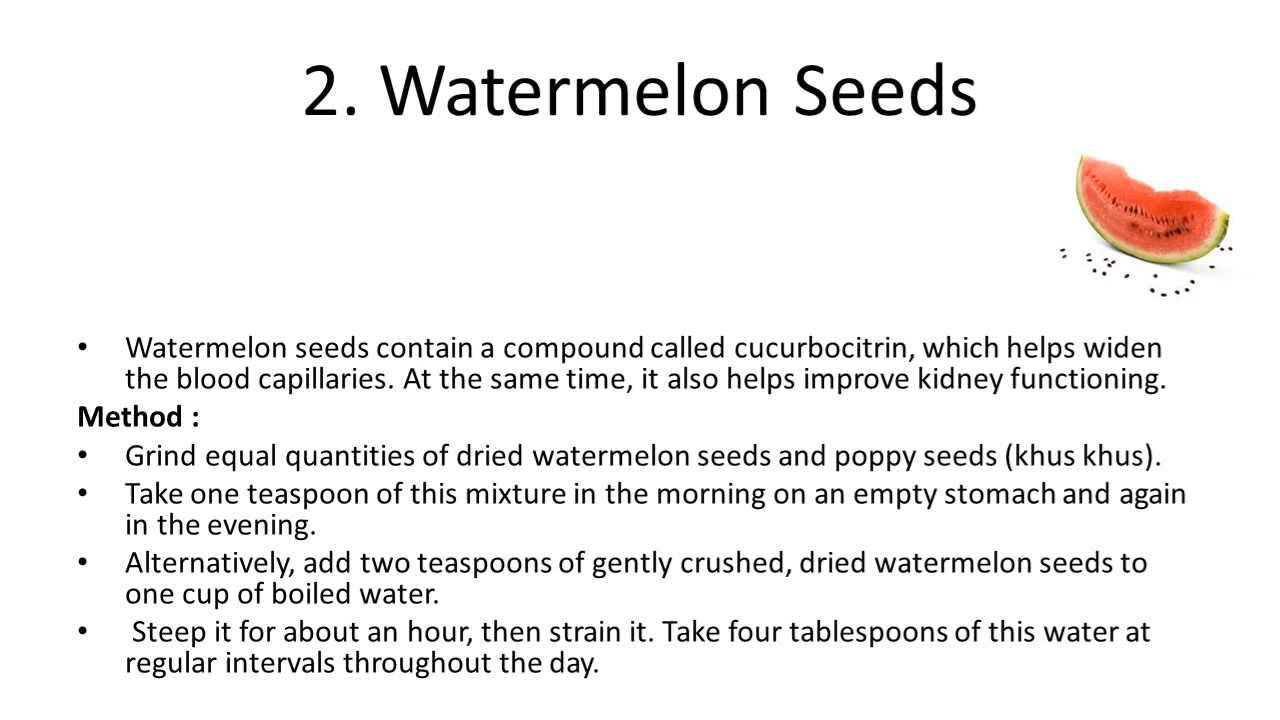 2. Watermelon Seeds
• Watermelon seeds contain a compound called cucurbocitrin, which helps widen
the blood capillaries. At the same time, it also helps improve kidney functioning.
Method :
• Grind equal quantities of dried watermelon seeds and poppy seeds (khus khus).
• Take one teaspoon of this mixture in the morning on an empty stomach and again
in the evening.
• Alternatively, add two teaspoons of gently crushed, dried watermelon seeds to
one cup of boiled water.
• Steep it for about an hour, then strain it. Take four tablespoons of this water at
regular intervals throughout the day.